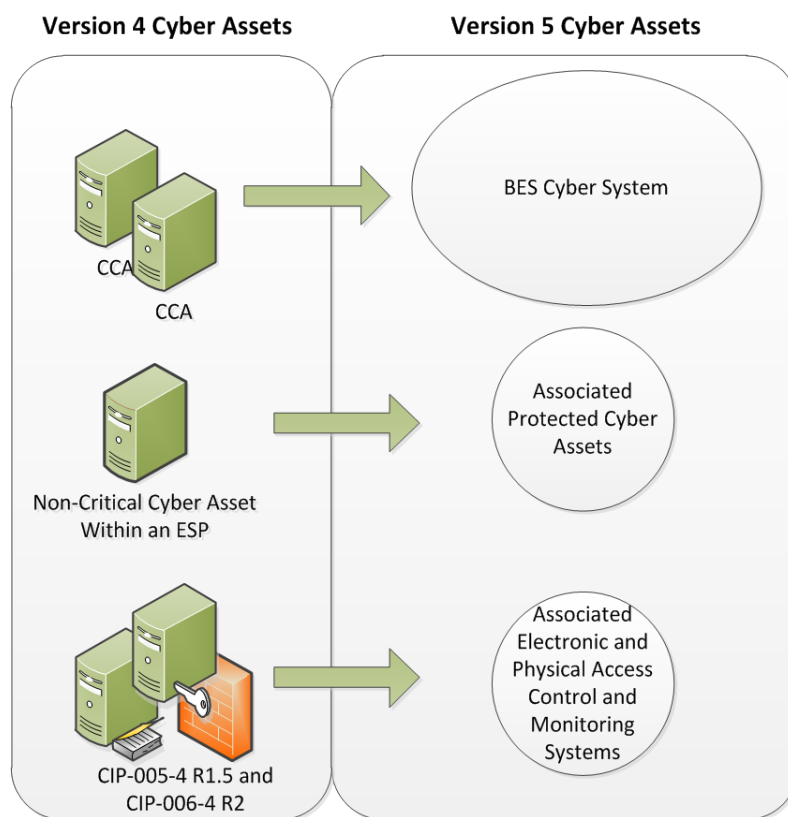 Version 4 Cyber Assets
Version 5 Cyber Assets
CCA
CCA
BES Cyber System
Non-Critical Cyber Asset
Within an ESP
Associated
Protected Cyber
Assets
CIP-005-4 R1.5 and
CIP-006-4 R2
Associated
Electronic and
Physical Access
Control and
Monitoring
Systems